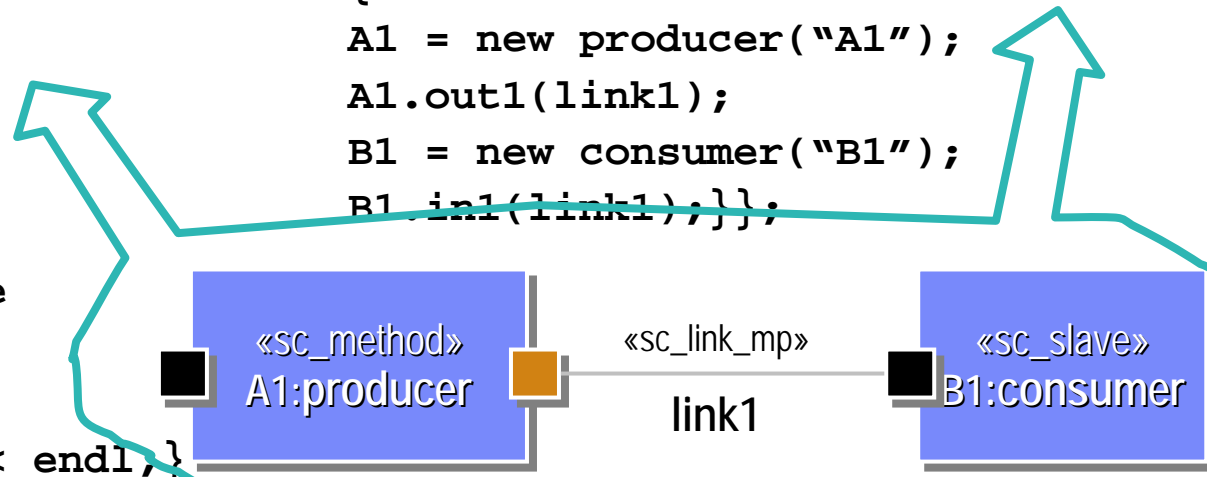 {
A1 = new producer(“A1”);
A1.out1(link1);
B1 = new consumer(“B1”);
B1.in1(link1);}};
e
«sc_method»
A1:producer
«sc_link_mp»
link1
«sc_slave»
B1:consumer
< endl;}